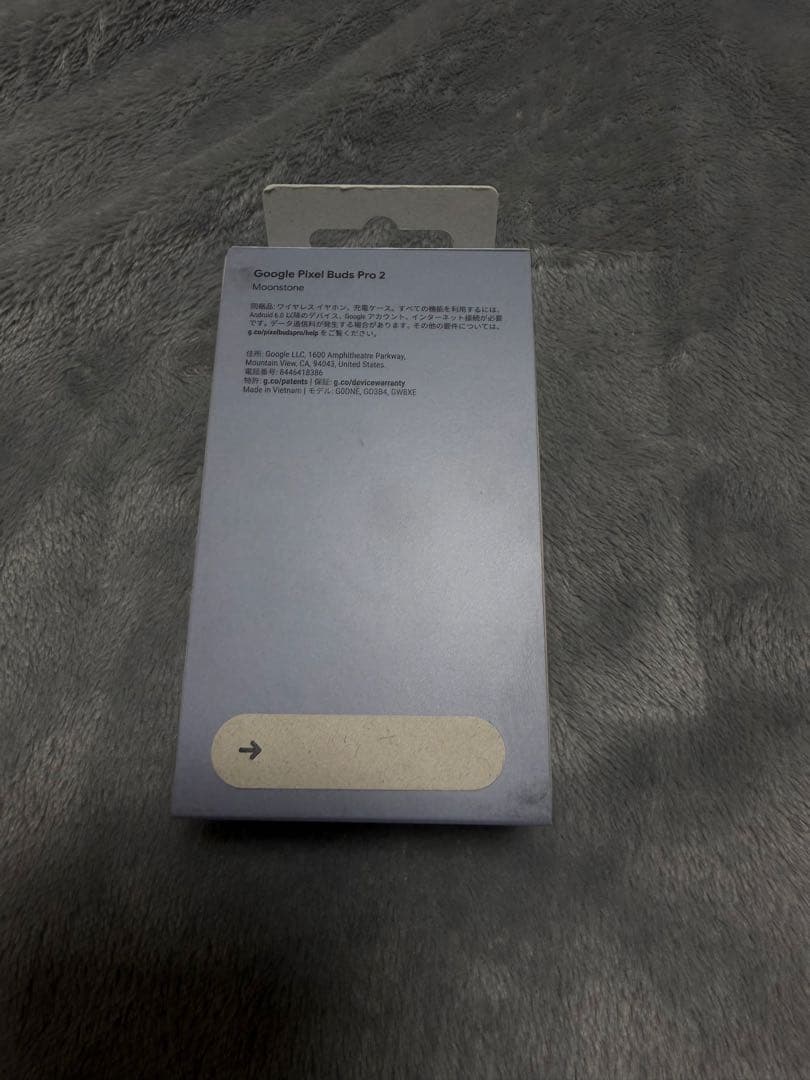 Google Pixel Buds Pro 2
Moonstone
同梱品: ワイヤレス イヤホン、充電ケース。すべての機能を利用するには、
Android 6.0 以降のデバイス、Google アカウント、インターネット接続が必要
です。データ通信料が発生する場合があります。その他の要件については、
g.co/pixelbudspro/help をご覧ください。
住所: Google LLC, 1600 Amphitheatre Parkway,
Mountain View, CA, 94043, United States.
電話番号: 8446418386
特許: g.co/patents | 保証: g.co/devicewarranty
Made in Vietnam | モデル: G0DNE, GD3B4, GW8XE